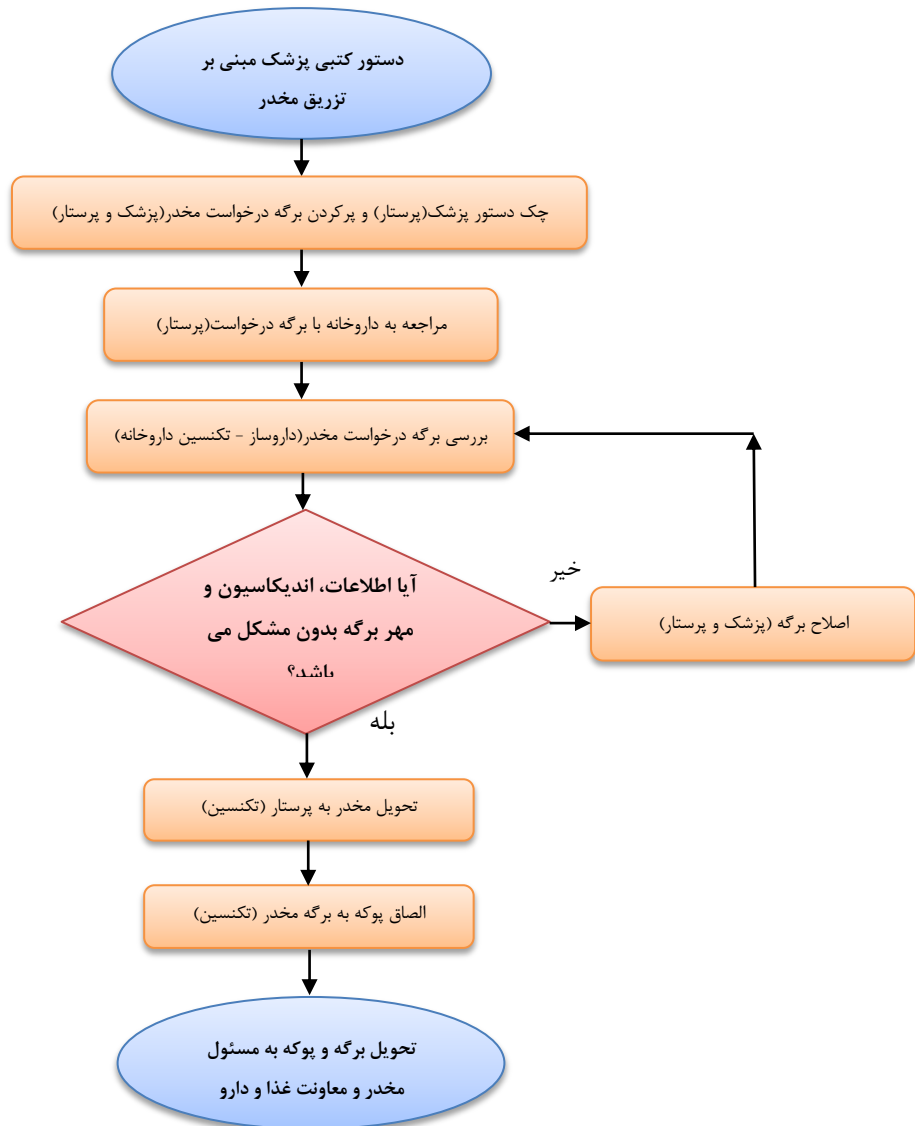 دستور کتبی پزشک مبنی بر
تزریق مخدر
چک دستور پزشک(پرستار) و پرکردن برگه درخواست مخدر(پزشک و پرستار)
مراجعه به داروخانه با برگه درخواست(پرستار)
بررسی برگه درخواست مخدر(داروساز - تکنسین داروخانه)
آیا اطلاعات، اندیکاسیون و
مهر برگه بدون مشکل می
باشد؟
خیر
اصلاح برگه (پزشک و پرستار)
بله
تحویل مخدر به پرستار (تکنسین)
الصاق پوکه به برگه مخدر (تکنسین)
تحویل برگه و پوکه به مسئول
مخدر و معاونت غذا و دارو